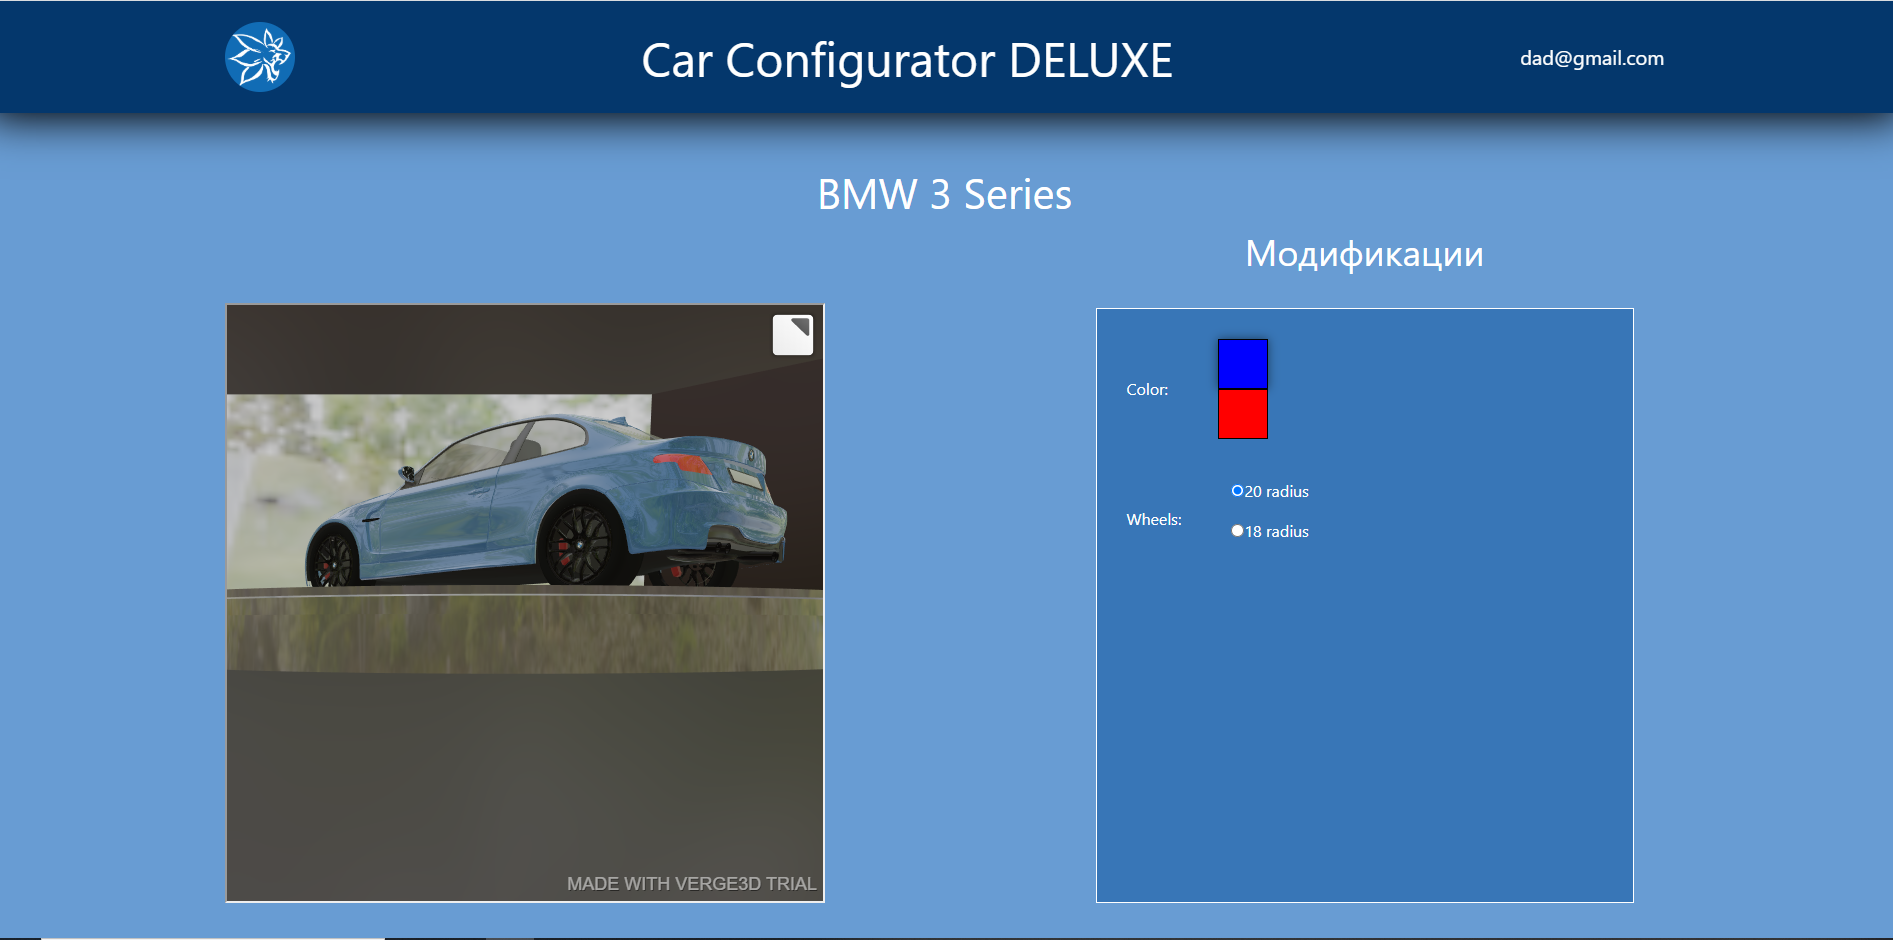 Car Configurator DELUXE
dad@gmail.com
BMW 3 Series
Модификации
Color:
Wheels:
20 radius
18 radius
MADE WITH VERGE3D TRIAL